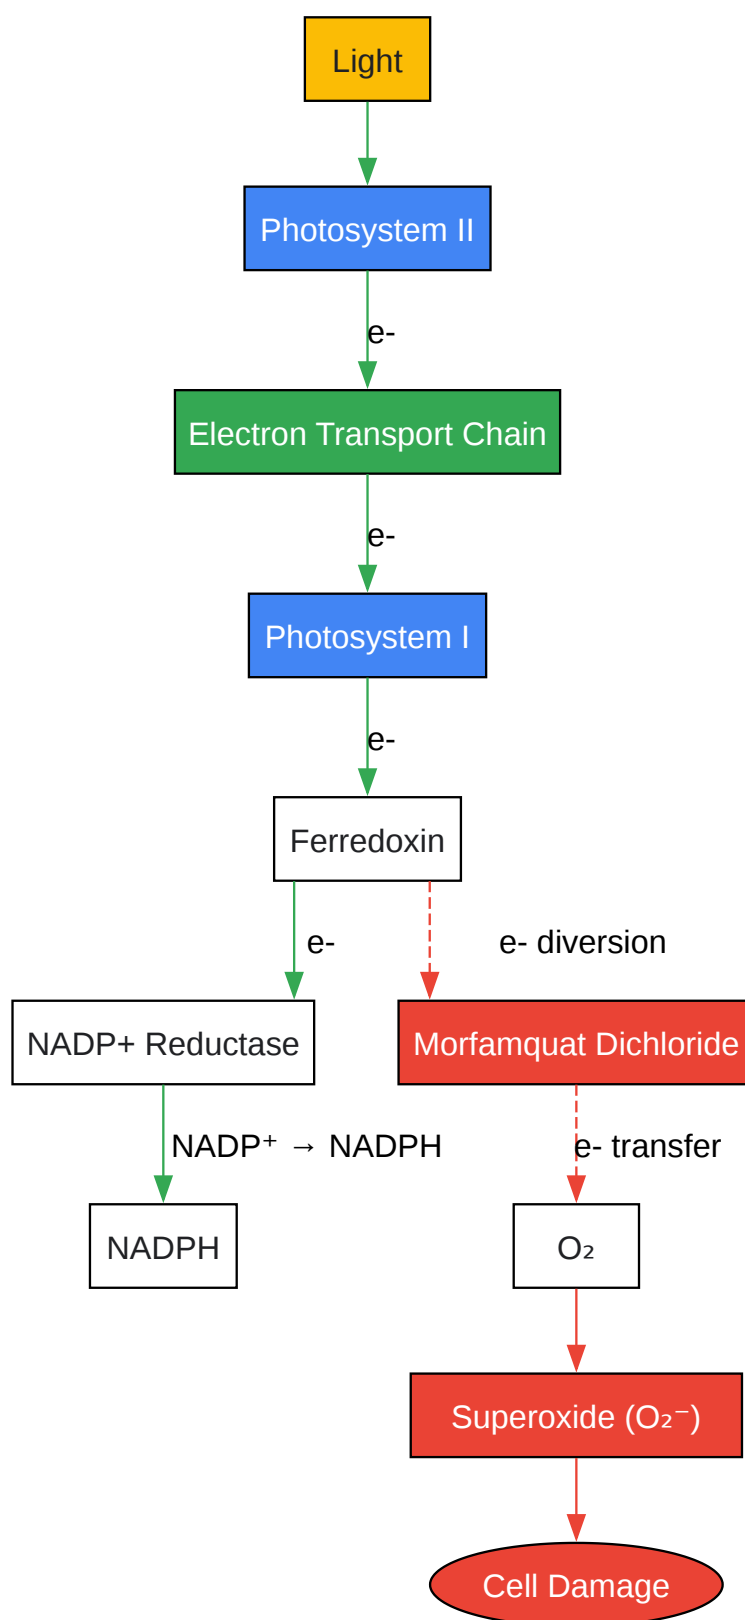 Light
Photosystem II
e-
Electron Transport Chain
e-
Photosystem I
e-
Ferredoxin
e-
e- diversion
NADP+ Reductase
Morfamquat Dichloride
NADP⁺ → NADPH
e- transfer
NADPH
O₂
Superoxide (O₂⁻)
Cell Damage